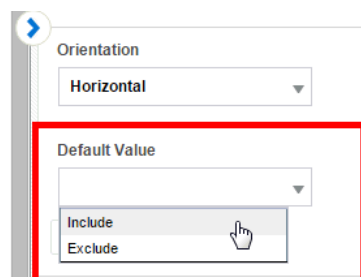 Orientation
Horizontal
Default Value
Include
Exclude